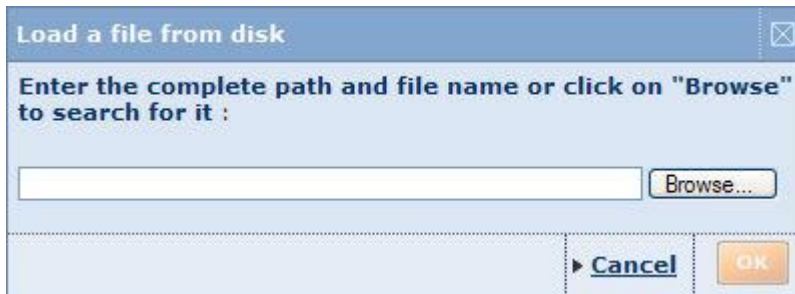 Load a file from disk
Enter the complete path and file name or click on "Browse"
to search for it :
Browse...
Cancel
OK